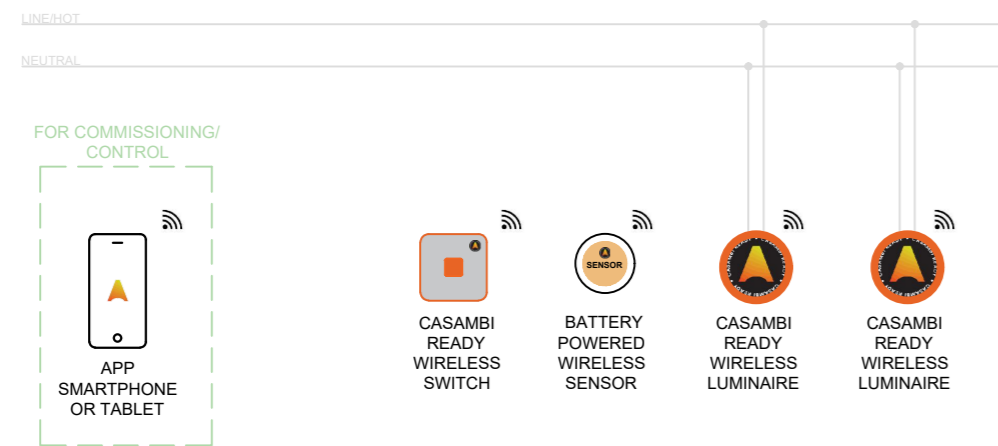 LINE/HOT
NEUTRAL
FOR COMMISSIONING/
CONTROL
APP
SMARTPHONE
OR TABLET
CASAMBI
READY
WIRELESS
SWITCH
SENSOR
BATTERY
POWERED
WIRELESS
SENSOR
CASAMBI
READY
WIRELESS
LUMINAIRE
CASAMBI
READY
WIRELESS
LUMINAIRE